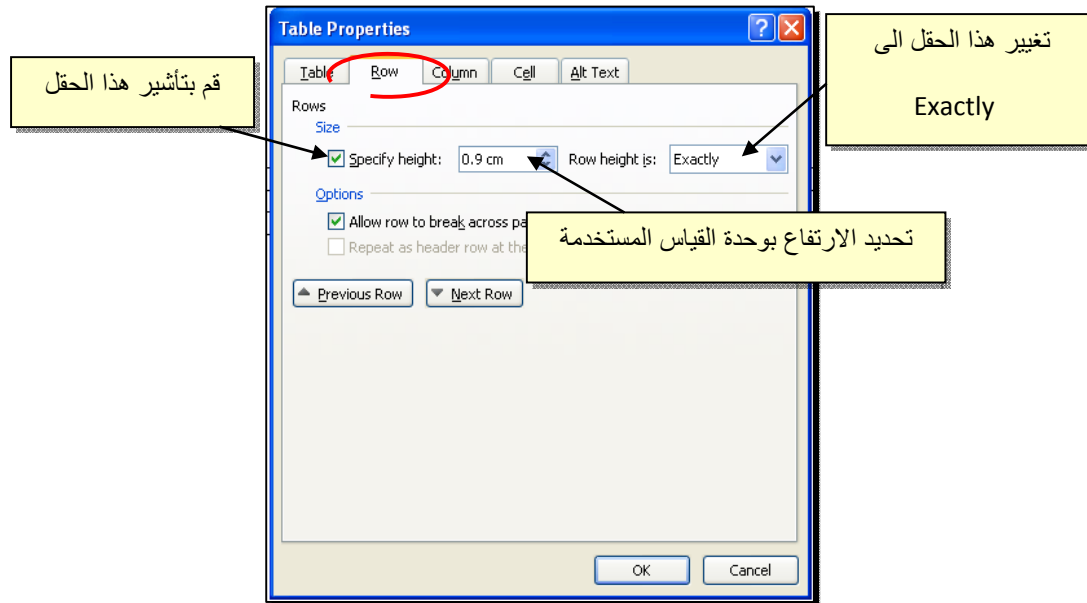 Table Properties
تغيير هذا الحقل الى
Exactly
قم بتأشير هذا الحقل
Table Row Column Cell Alt Text
Rows
Size
Specify height: 0.9 cm Row height is: Exactly
Options
Allow row to break across pa
Repeat as header row at the
تحديد الارتفاع بوحدة القياس المستخدمة
Previous Row Next Row
OK Cancel